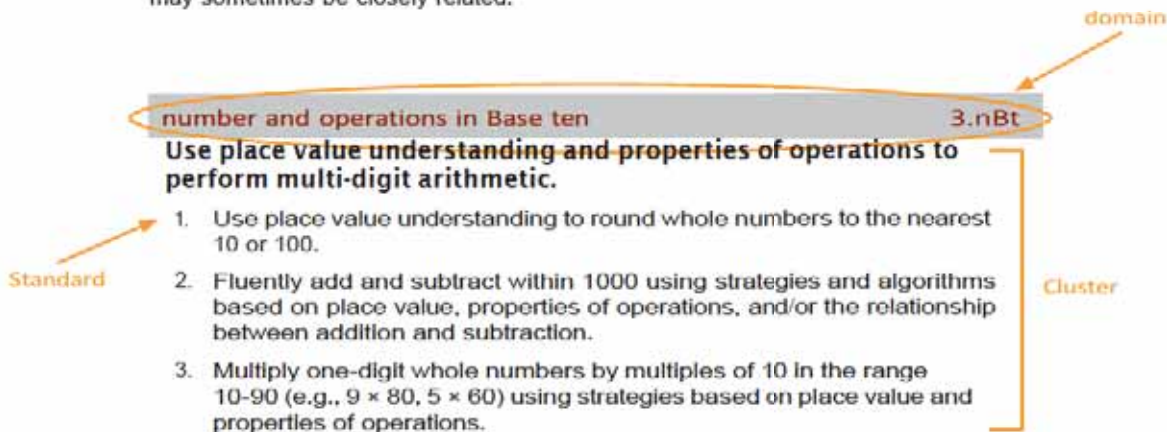 may sometimes be closely related.
domain
number and operations in Base ten 3.nBt
Use place value understanding and properties of operations to
perform multi-digit arithmetic.
1. Use place value understanding to round whole numbers to the nearest
10 or 100.
Standard
2. Fluently add and subtract within 1000 using strategies and algorithms
based on place value, properties of operations, and/or the relationship
between addition and subtraction.
Cluster
3. Multiply one-digit whole numbers by multiples of 10 in the range
10-90 (e.g., 9 × 80, 5 × 60) using strategies based on place value and
properties of operations.